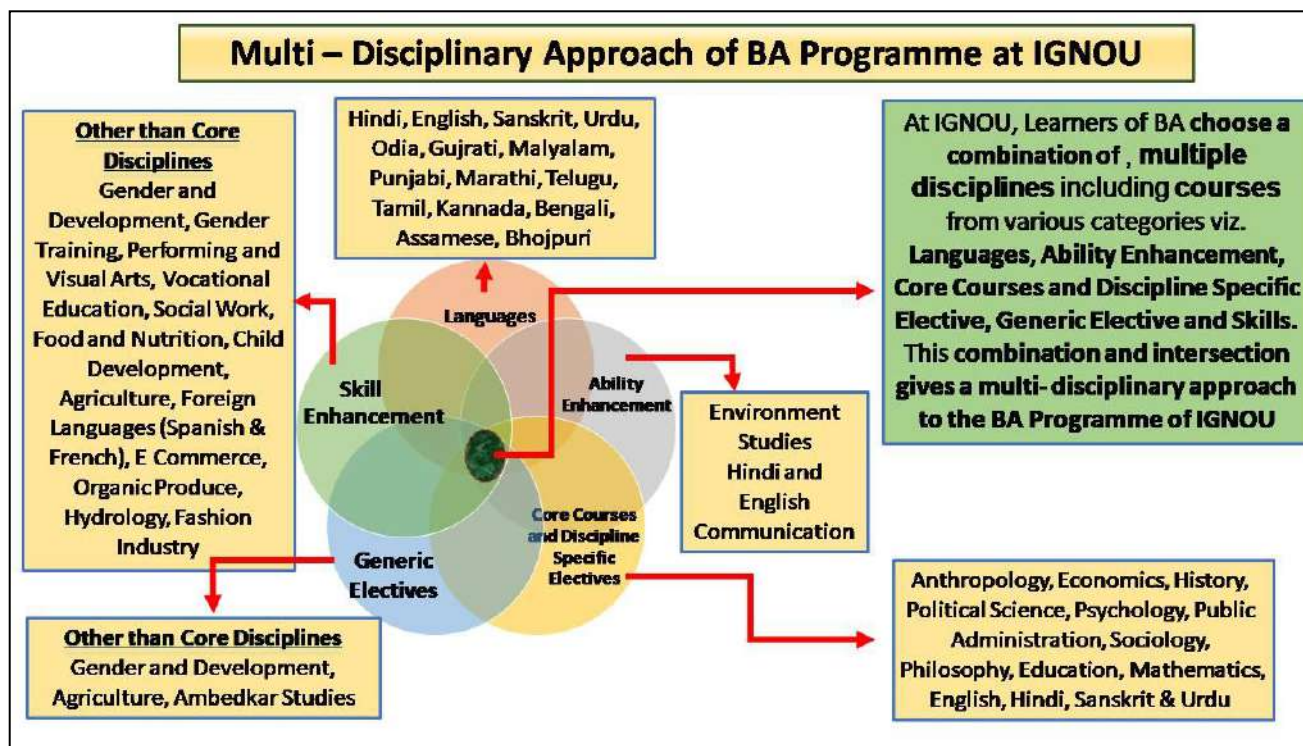 Multi – Disciplinary Approach of BA Programme at IGNOU
Other than Core
Disciplines
Gender and
Development, Gender
Training, Performing and
Visual Arts, Vocational
Education, Social Work,
Food and Nutrition, Child
Development,
Agriculture, Foreign
Languages (Spanish &
French), E Commerce,
Organic Produce,
Hydrology, Fashion
Industry
Hindi, English, Sanskrit, Urdu,
Odia, Gujrati, Malyalam,
Punjabi, Marathi, Telugu,
Tamil, Kannada, Bengali,
Assamese, Bhojpuri
At IGNOU, Learners of BA choose a
combination of , multiple
disciplines including courses
from various categories viz.
Languages, Ability Enhancement,
Core Courses and Discipline Specific
Elective, Generic Elective and Skills.
This combination and intersection
gives a multi- disciplinary approach
to the BA Programme of IGNOU
Languages
Skill
Enhancement
Ability
Enhancement
Core Courses
and Discipline
Specific
Electives
Generic
Electives
Environment
Studies
Hindi and
English
Communication
Other than Core Disciplines
Gender and Development,
Agriculture, Ambedkar Studies
Anthropology, Economics, History,
Political Science, Psychology, Public
Administration, Sociology,
Philosophy, Education, Mathematics,
English, Hindi, Sanskrit & Urdu